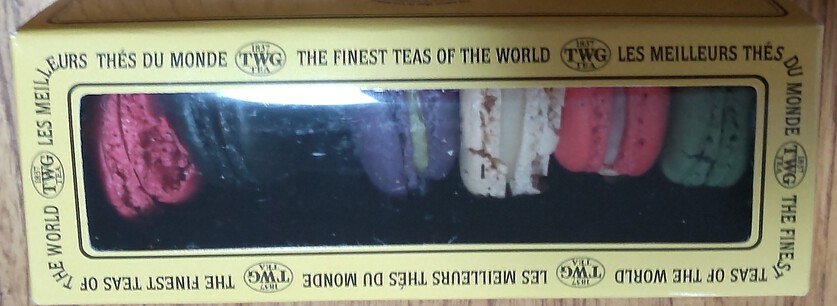 LES MEILLEURS THÉS DU MONDE 1837 TWG TEA THE FINEST TEAS OF THE WORLD 1837 TWG TEA LES MEILLEURS THÉS DU MONDE
1837 TWG TEA
THE FINEST TEAS OF THE WORLD 1837 TWG TEA LES MEILLEURS THÉS DU MONDE 1837 TWG TEA THE FINEST TEAS OF THE WORLD
1837 TWG TEA